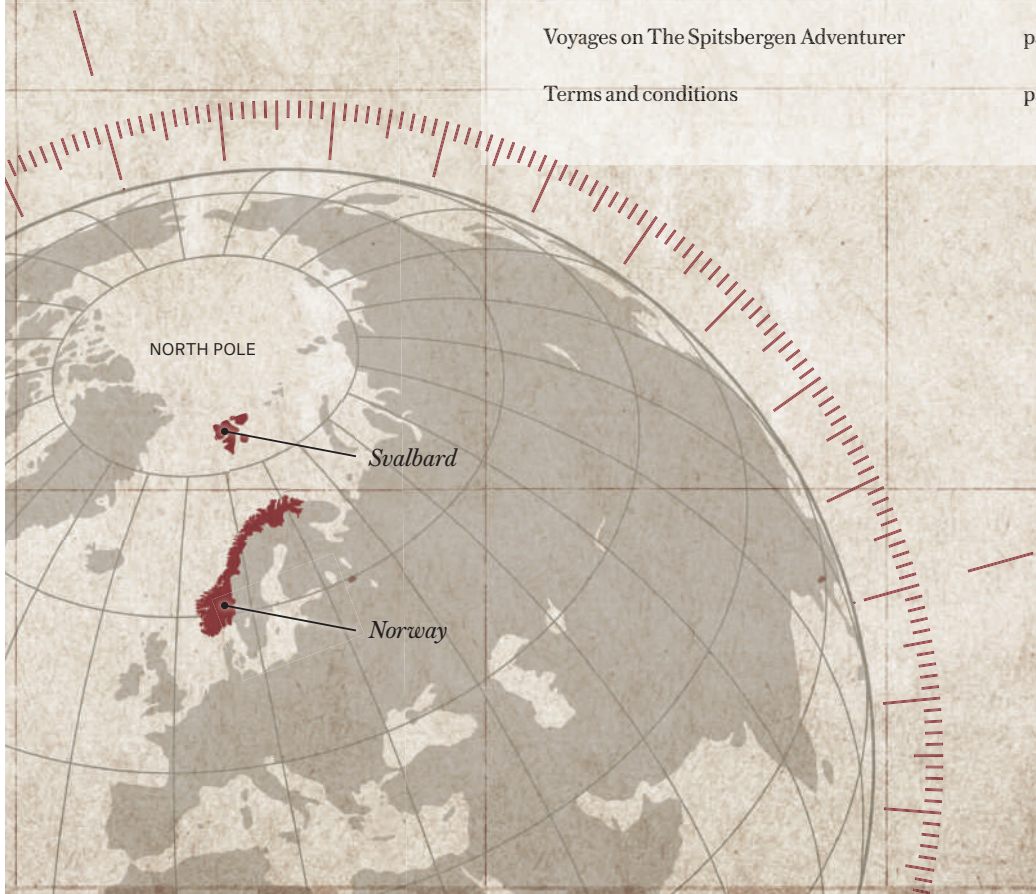 Voyages on The Spitsbergen Adventurer p
Terms and conditions p
NORTH POLE
Svalbard
Norway